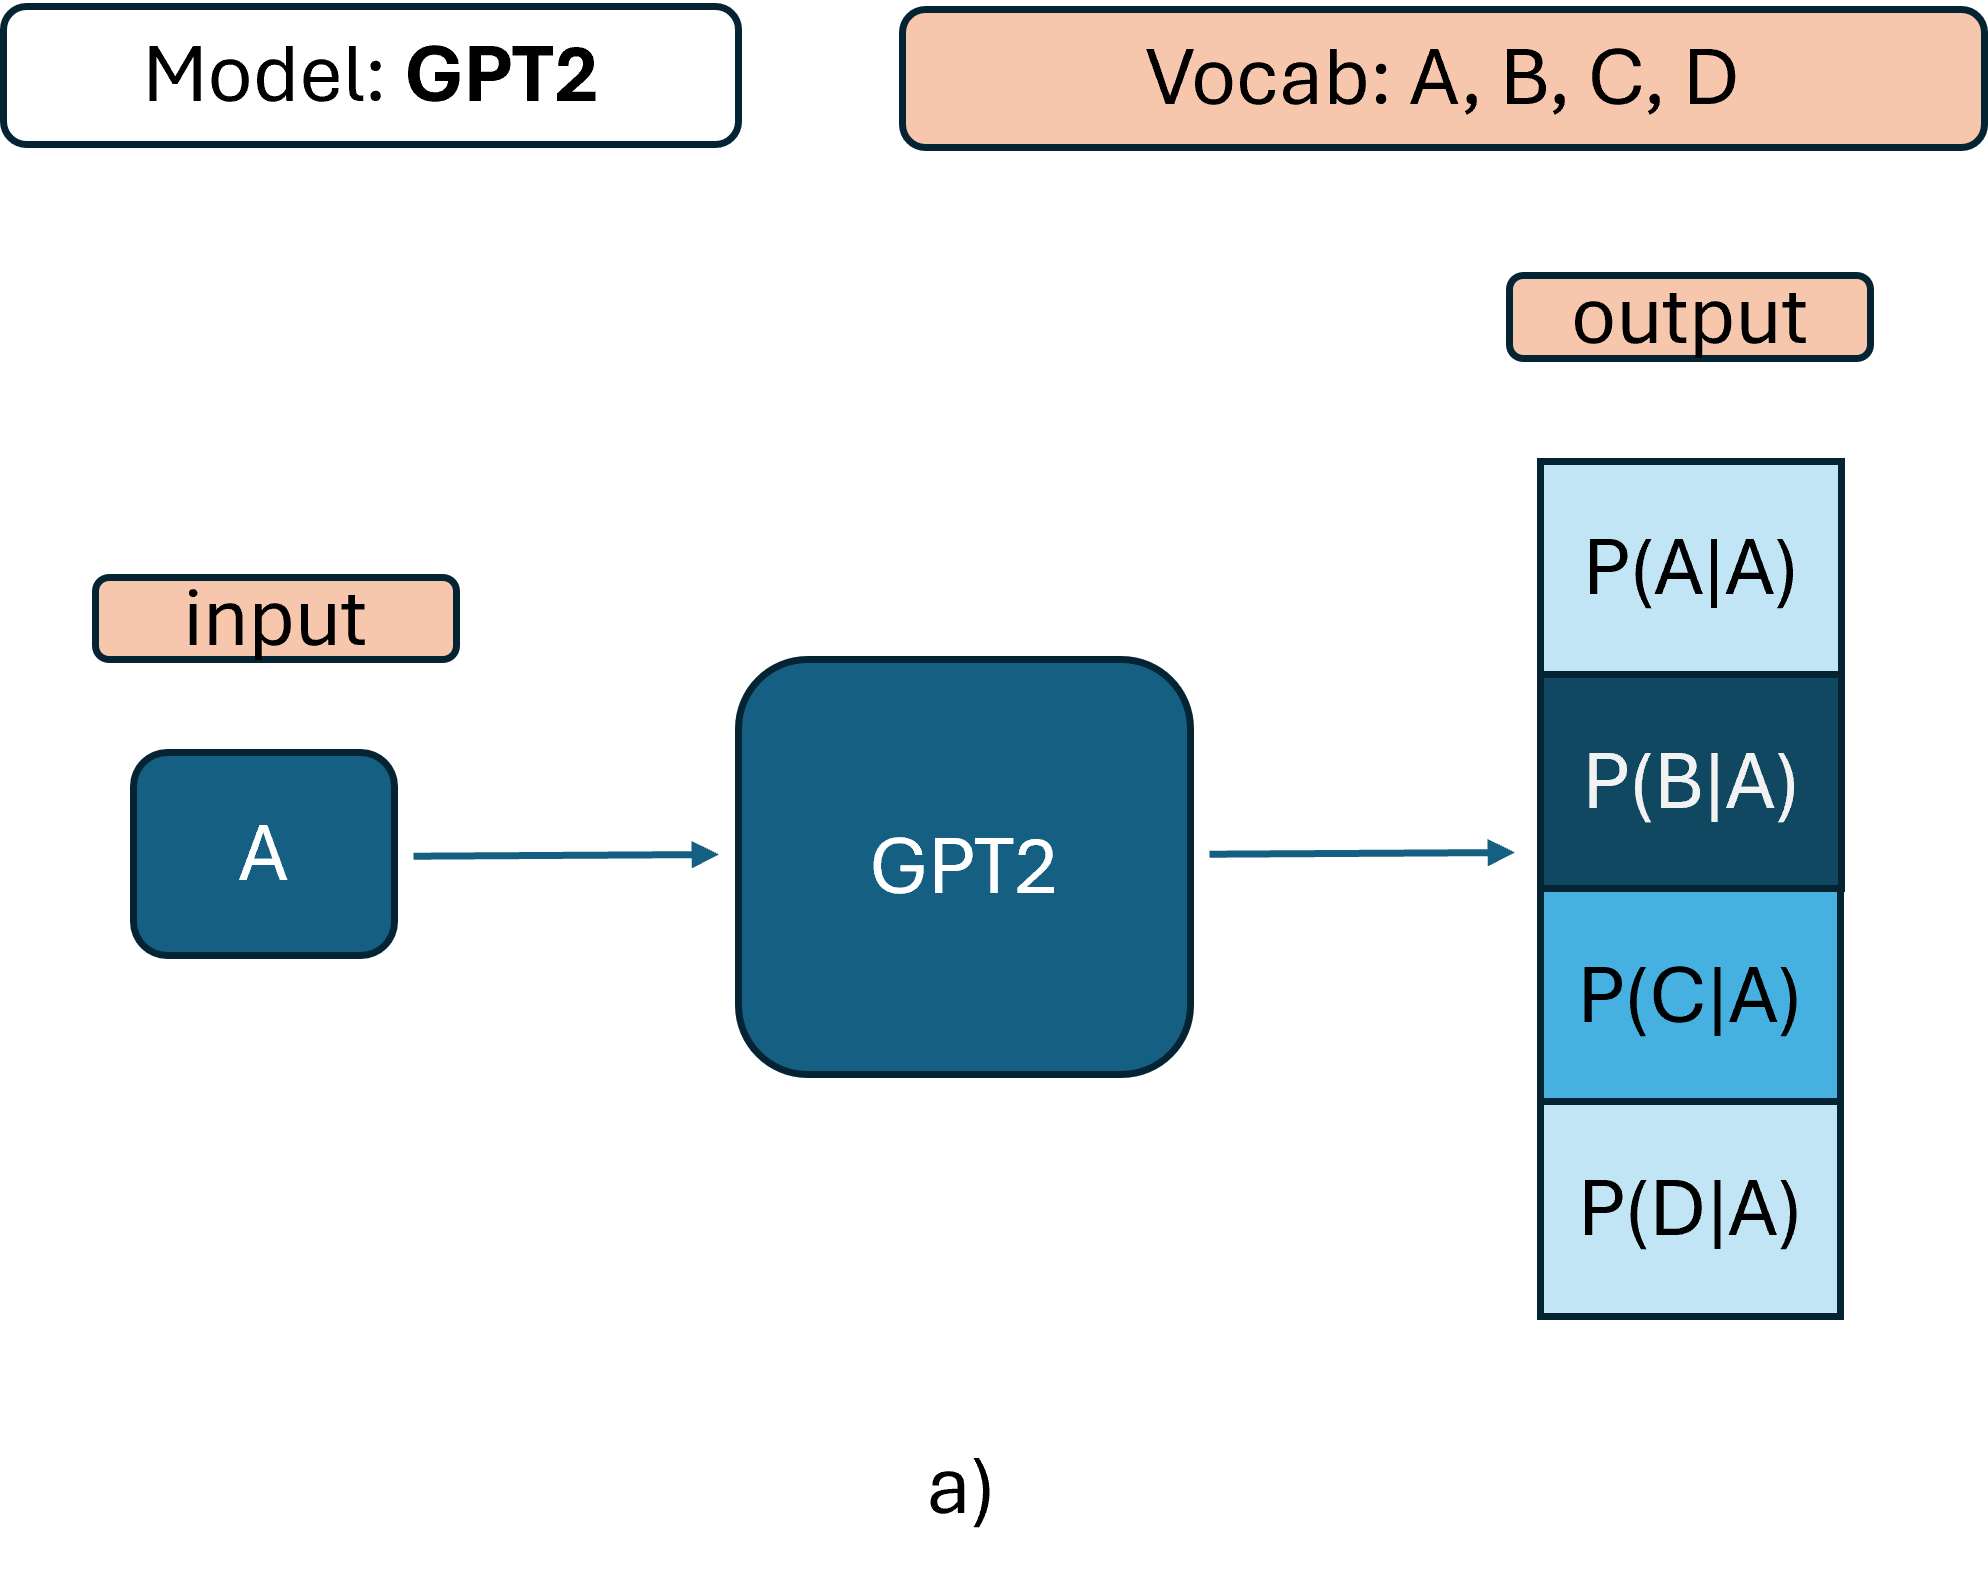 Model: GPT2
Vocab: A, B, C, D
output
input
A
GPT2
P(A|A)
P(B|A)
P(C|A)
P(D|A)
a)